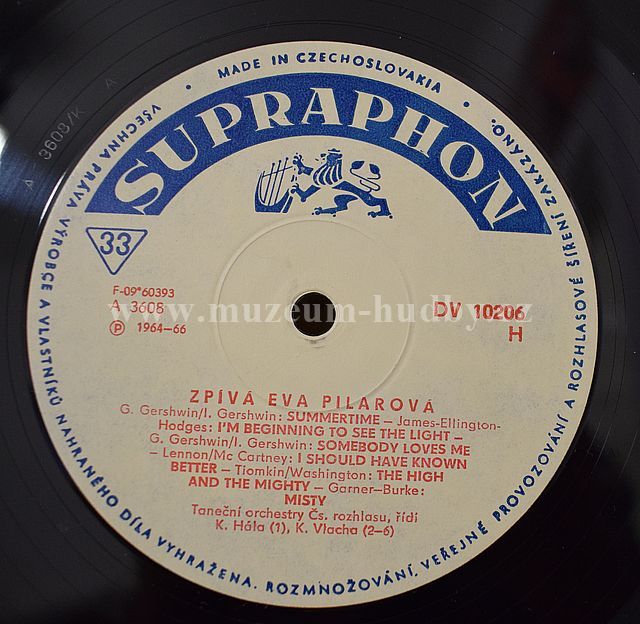 MADE IN CZECHOSLOVAKIA
SUPRAPHON
33
F-09*60393
A 3608
Ⓟ 1964–66
DV 10206
H
www.muzeum-hudby.cz
ZPÍVÁ EVA PILAROVÁ
G. Gershwin/I. Gershwin: SUMMERTIME – James-Ellington-
Hodges: I'M BEGINNING TO SEE THE LIGHT –
G. Gershwin/I. Gershwin: SOMEBODY LOVES ME
– Lennon/Mc Cartney: I SHOULD HAVE KNOWN
BETTER – Tiomkin/Washington: THE HIGH
AND THE MIGHTY – Garner–Burke:
MISTY
Taneční orchestry Čs. rozhlasu, řídí
K. Hála (1), K. Vlacha (2–6)
VŠECHNA PRÁVA VÝROBCE A VLASTNÍKŮ NAHRANÉHO DÍLA VYHRAŽENA. ROZMNOŽOVÁNÍ, VEŘEJNÉ PROVOZOVÁNÍ A ROZHLASOVÉ ŠÍŘENÍ ZAKÁZÁNO.
A 3608/K A